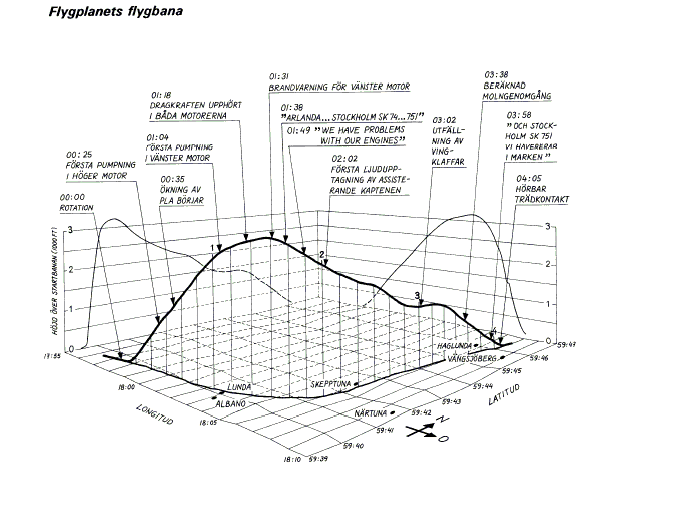 Flygplanets flygbana
00:00
ROTATION
00:25
FÖRSTA PUMPNING
I HÖGER MOTOR
00:35
ÖKNING AV
PLA BÖRJAR
01:04
FÖRSTA PUMPNING
I VÄNSTER MOTOR
01:18
DRAGKRAFTEN UPPHÖRT
I BÅDA MOTORERNA
01:31
BRANDVARNING FÖR VÄNSTER MOTOR
01:38
"ARLANDA... STOCKHOLM SK 74...751"
01:49 "WE HAVE PROBLEMS
WITH OUR ENGINES"
02:02
FÖRSTA LJUDUPP-
TAGNING AV ASSISTE-
RANDE KAPTENEN
03:02
UTFÄLL-
NING AV
VING-
KLAFFAR
03:38
BERÄKNAD
MOLNGENOMGÅNG
03:58
"OCH STOCK-
HOLM SK 751
VI HAVERERAR
I MARKEN"
04:05
HÖRBAR
TRÄDKONTAKT
HÖJD ÖVER STARTBANAN (1000 FT)
3
2
1
0
3
2
1
0
1
2
3
4
17:55
18:00
18:05
18:10
LONGITUD
59:39
59:40
59:41
59:42
59:43
59:44
59:45
59:46
59:47
LATITUD
LUNDA
ALBANO
SKEPPTUNA
NÄRTUNA
HAGLUNDA
VÄNGSJÖBERG
N
O